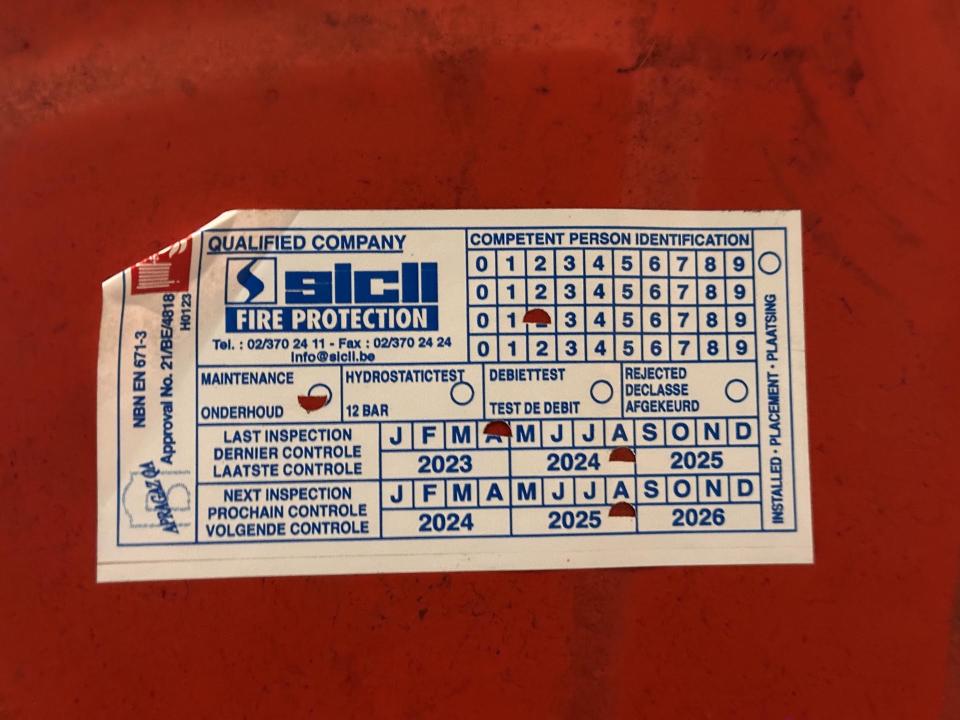 QUALIFIED COMPANY
sicli
FIRE PROTECTION
Tel. : 02/370 24 11 - Fax : 02/370 24 24
info@sicli.be
COMPETENT PERSON IDENTIFICATION
0 1 2 3 4 5 6 7 8 9
0 1 2 3 4 5 6 7 8 9
0 1 3 4 5 6 7 8 9
0 1 2 3 4 5 6 7 8 9
MAINTENANCE
ONDERHOUD
HYDROSTATICTEST
12 BAR
DEBIETTEST
TEST DE DEBIT
REJECTED
DECLASSE
AFGEKEURD
LAST INSPECTION
DERNIER CONTROLE
LAATSTE CONTROLE
J F M A M J J A S O N D
2023 2024 2025
NEXT INSPECTION
PROCHAIN CONTROLE
VOLGENDE CONTROLE
J F M A M J J A S O N D
2024 2025 2026
INSTALLED • PLACEMENT • PLAATSING
NBN EN 671-3
Approval No. 21/BE/4818
H0123
APRAGAZ QA